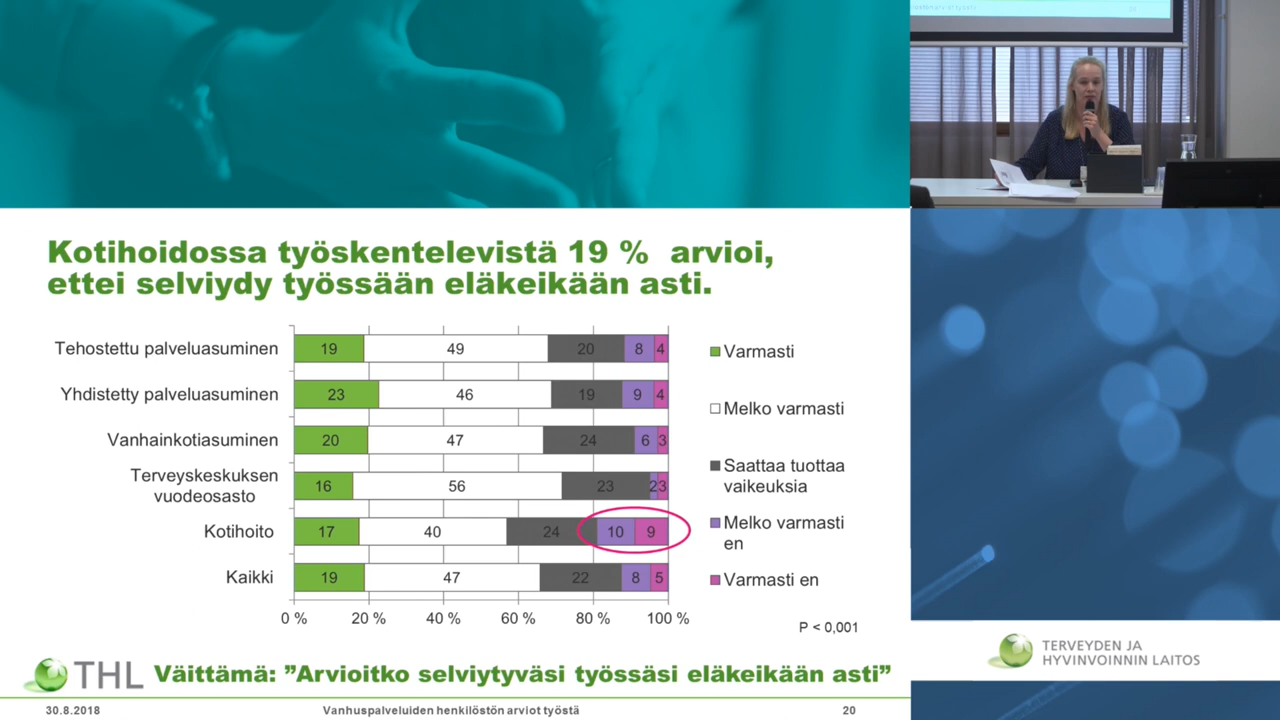 Kotihoidossa työskentelevistä 19 % arvioi,
ettei selviydy työssään eläkeikään asti.
Tehostettu palveluasuminen
19 49 20 8 4
Yhdistetty palveluasuminen
23 46 19 9 4
Vanhainkotiasuminen
20 47 24 6 3
Terveyskeskuksen
vuodeosasto
16 56 23 2 3
Kotihoito
17 40 24 10 9
Kaikki
19 47 22 8 5
0 % 20 % 40 % 60 % 80 % 100 %
Varmasti
Melko varmasti
Saattaa tuottaa
vaikeuksia
Melko varmasti
en
Varmasti en
P < 0,001
THL
Väittämä: ”Arvioitko selviytyväsi työssäsi eläkeikään asti”
30.8.2018 Vanhuspalveluiden henkilöstön arviot työstä 20
TERVEYDEN JA
HYVINVOINNIN LAITOS